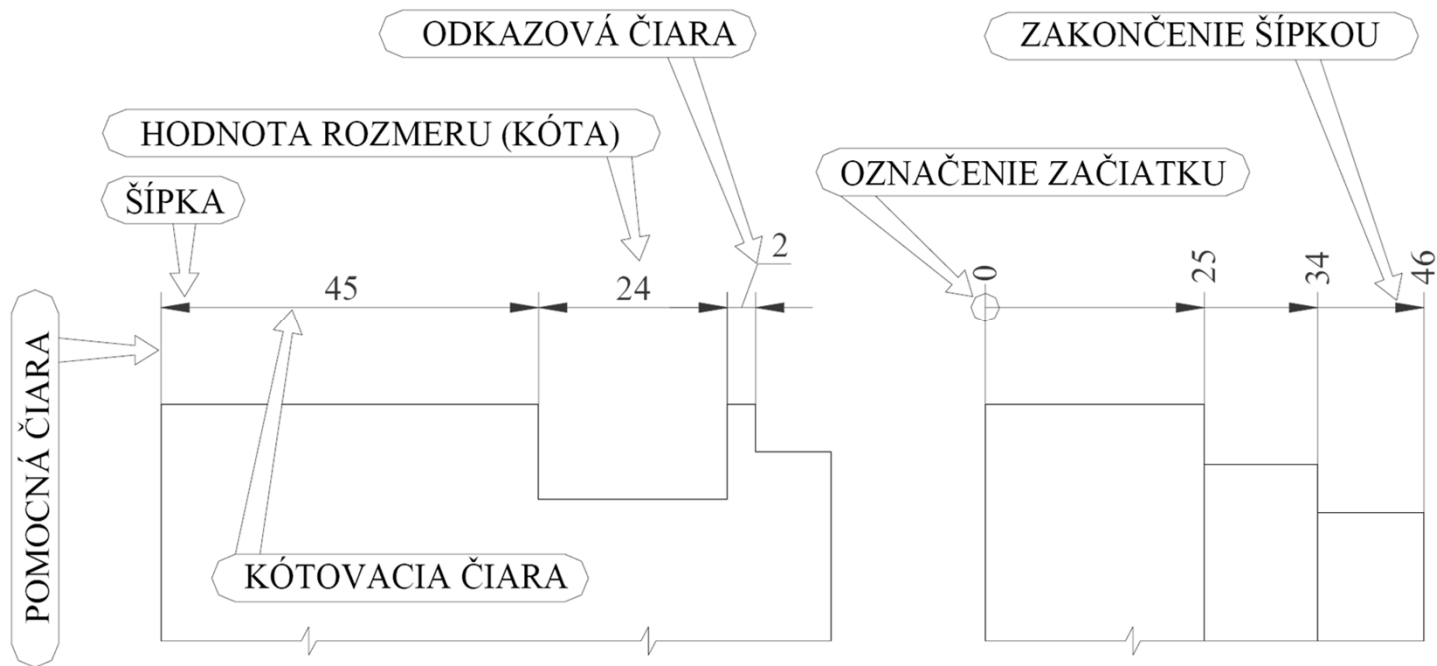 ODKAZOVÁ ČIARA
ZAKONČENIE ŠÍPKOU
HODNOTA ROZMERU (KÓTA)
OZNAČENIE ZAČIATKU
ŠÍPKA
2
45
24
0
25
34
46
POMOCNÁ ČIARA
KÓTOVACIA ČIARA